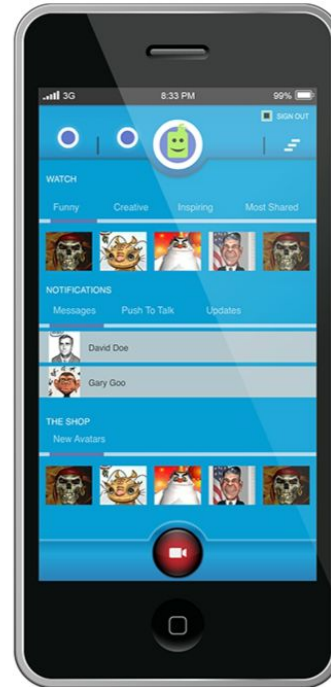 3G 8:33 PM 99%
SIGN OUT
WATCH
Funny Creative Inspiring Most Shared
NOTIFICATIONS
Messages Push To Talk Updates
David Doe
Gary Goo
THE SHOP
New Avatars